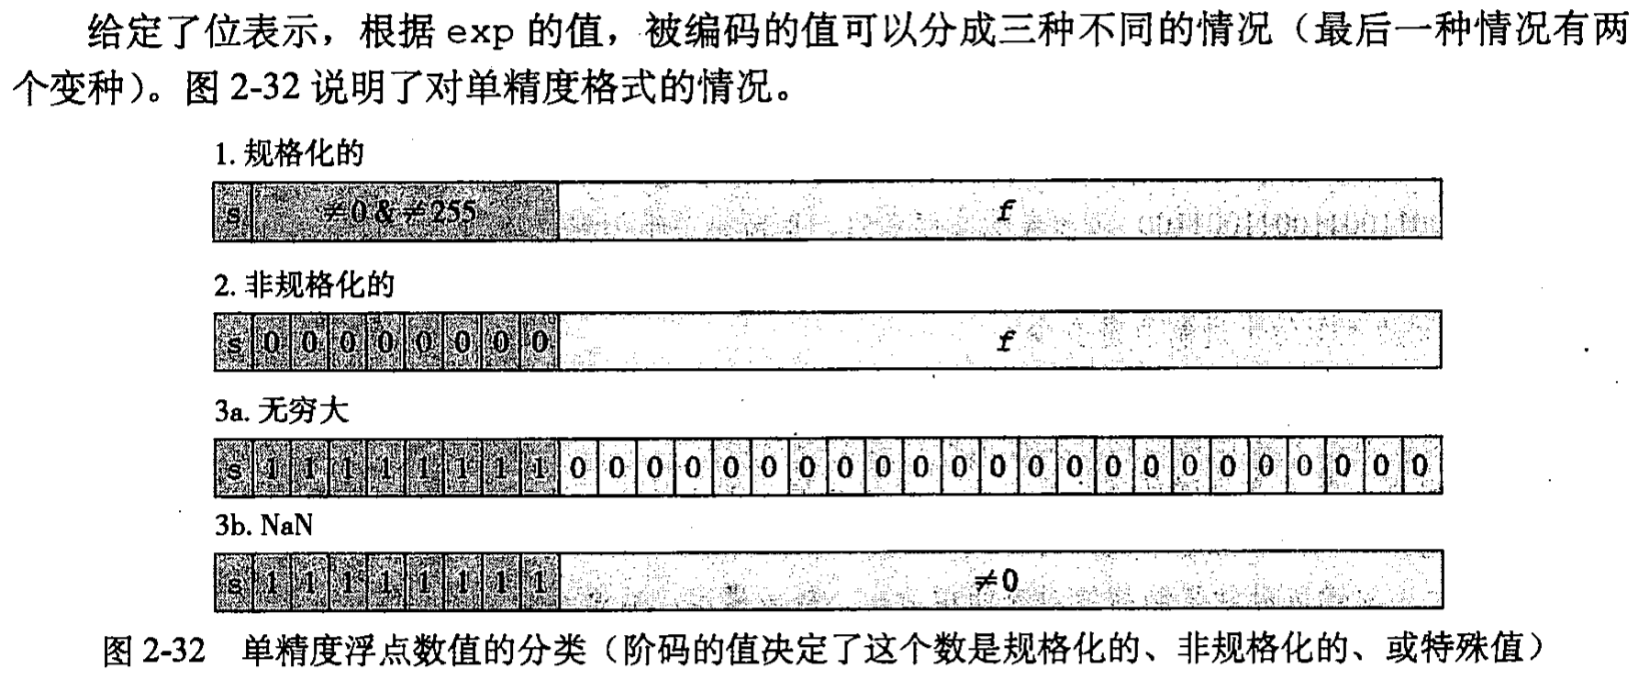 给定了位表示，根据 exp 的值，被编码的值可以分成三种不同的情况（最后一种情况有两
个变种）。图 2-32 说明了对单精度格式的情况。
1. 规格化的
s ≠0 & ≠255 f
2. 非规格化的
s 0 0 0 0 0 0 0 0 f
3a. 无穷大
s 1 1 1 1 1 1 1 1 0 0 0 0 0 0 0 0 0 0 0 0 0 0 0 0 0 0 0 0 0 0 0
3b. NaN
s 1 1 1 1 1 1 1 1 ≠0
图 2-32 单精度浮点数值的分类（阶码的值决定了这个数是规格化的、非规格化的、或特殊值）